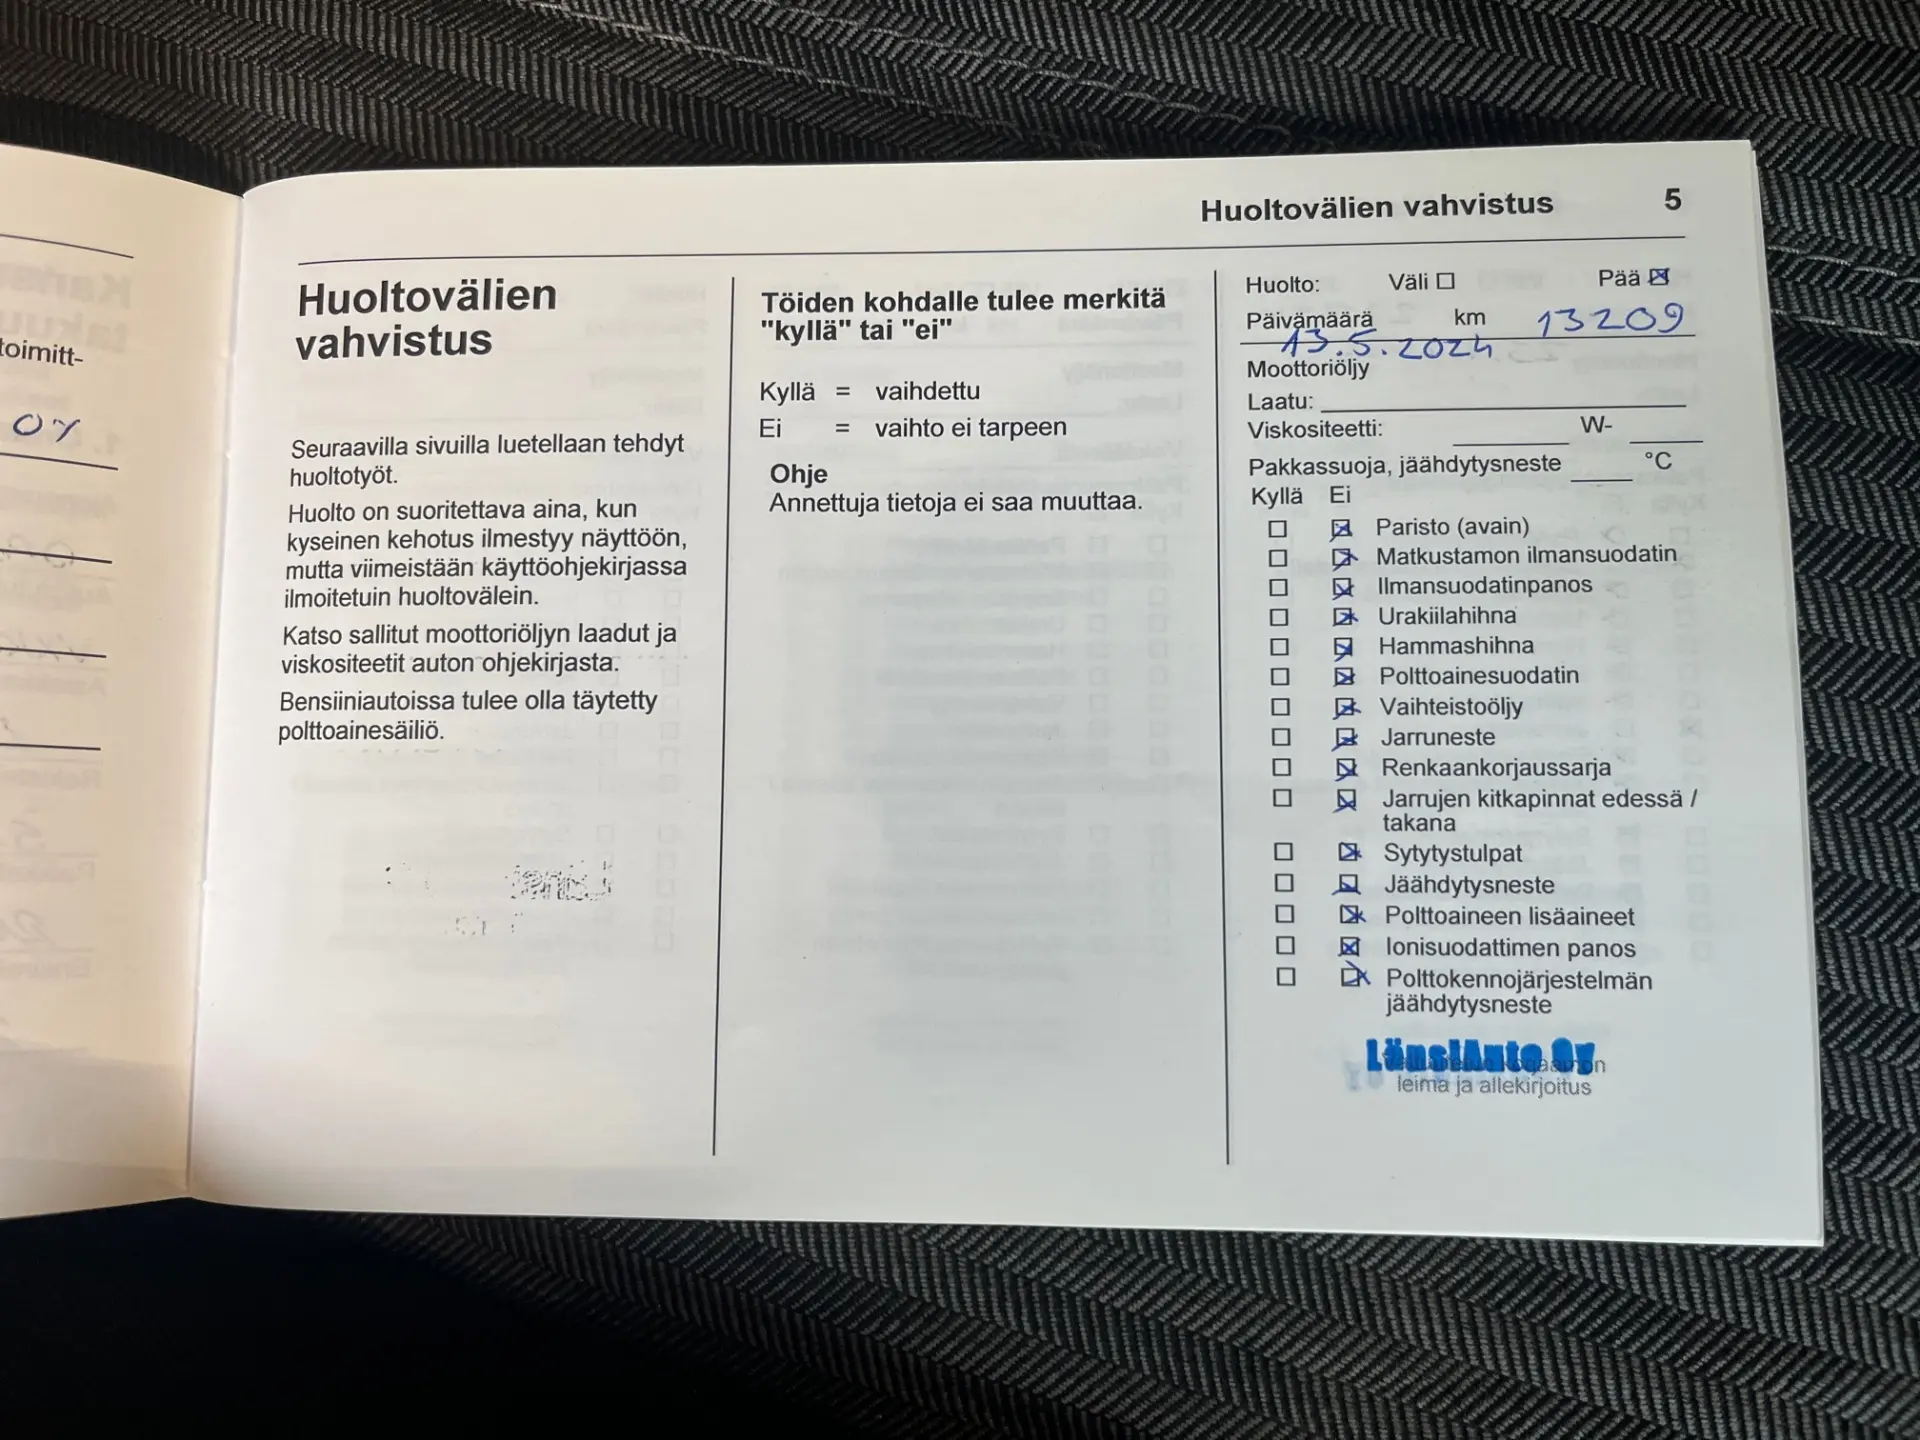 toimitt-
Huoltovälien vahvistus 5
Huoltovälien
vahvistus
Seuraavilla sivuilla luetellaan tehdyt
huoltotyöt.
Huolto on suoritettava aina, kun
kyseinen kehotus ilmestyy näyttöön,
mutta viimeistään käyttöohjekirjassa
ilmoitetuin huoltovälein.
Katso sallitut moottoriöljyn laadut ja
viskositeetit auton ohjekirjasta.
Bensiiniautoissa tulee olla täytetty
polttoainesäiliö.
Töiden kohdalle tulee merkitä
"kyllä" tai "ei"
Kyllä = vaihdettu
Ei = vaihto ei tarpeen
Ohje
Annettuja tietoja ei saa muuttaa.
Huolto: Väli ☐ Pää ☒
Päivämäärä km 13209
13.5.2024
Moottoriöljy
Laatu:
Viskositeetti: W-
Pakkassuoja, jäähdytysneste °C
Kyllä Ei
☐ ☒ Paristo (avain)
☐ ☒ Matkustamon ilmansuodatin
☐ ☒ Ilmansuodatinpanos
☐ ☒ Urakiilahihna
☐ ☒ Hammashihna
☐ ☒ Polttoainesuodatin
☐ ☒ Vaihteistoöljy
☐ ☒ Jarruneste
☐ ☒ Renkaankorjaussarja
☐ ☒ Jarrujen kitkapinnat edessä /
takana
☐ ☒ Sytytystulpat
☐ ☒ Jäähdytysneste
☐ ☒ Polttoaineen lisäaineet
☐ ☒ Ionisuodattimen panos
☐ ☒ Polttokennojärjestelmän
jäähdytysneste
LänsiAuto Oy
leima ja allekirjoitus